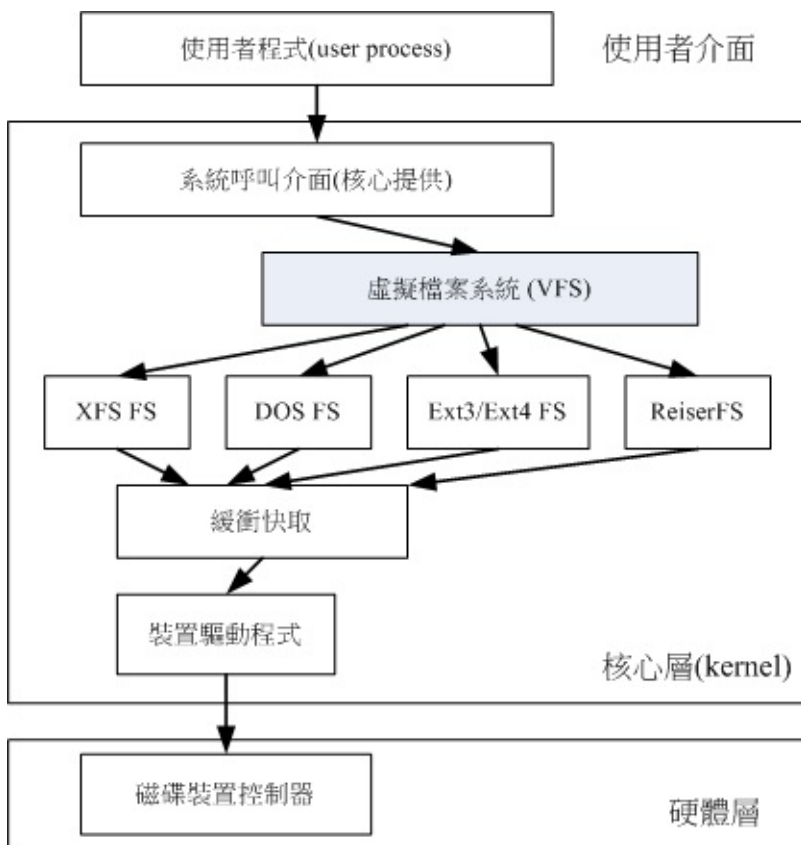 使用者程式(user process)
使用者介面
系統呼叫介面(核心提供)
虛擬檔案系統 (VFS)
XFS FS
DOS FS
Ext3/Ext4 FS
ReiserFS
緩衝快取
裝置驅動程式
核心層(kernel)
磁碟裝置控制器
硬體層